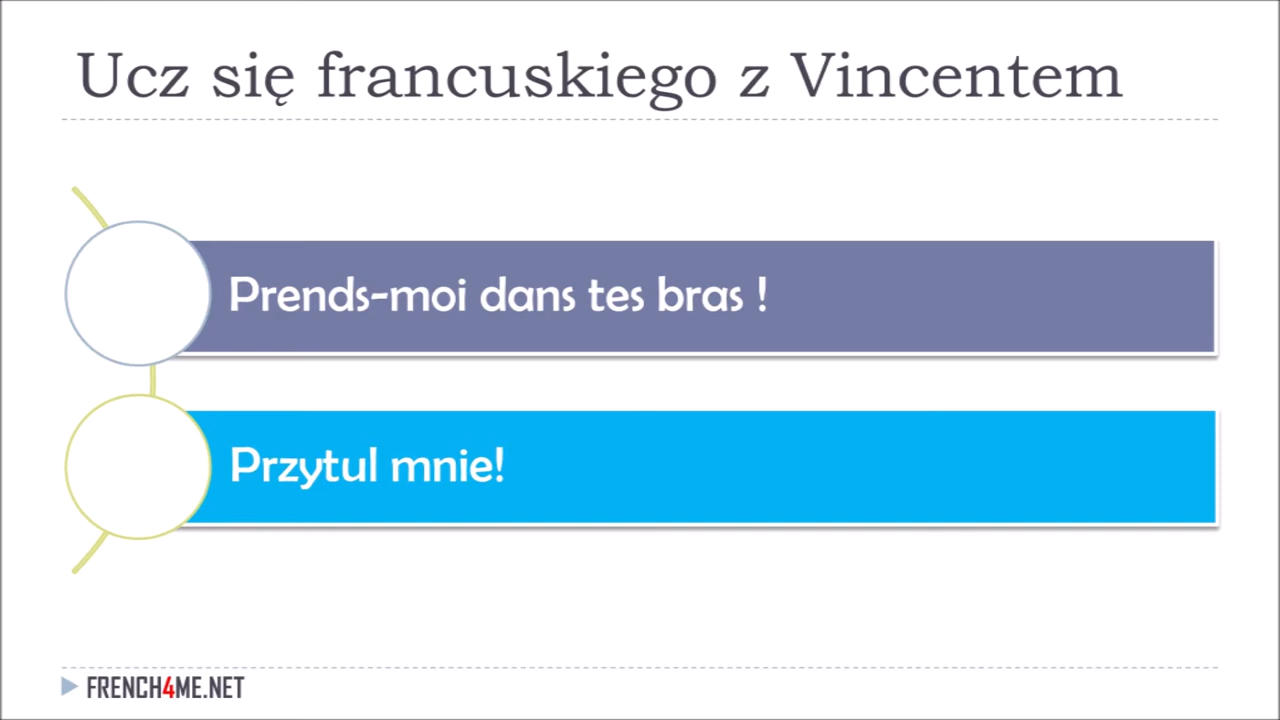 Ucz się francuskiego z Vincentem
Prends-moi dans tes bras !
Przytul mnie!
FRENCH4ME.NET